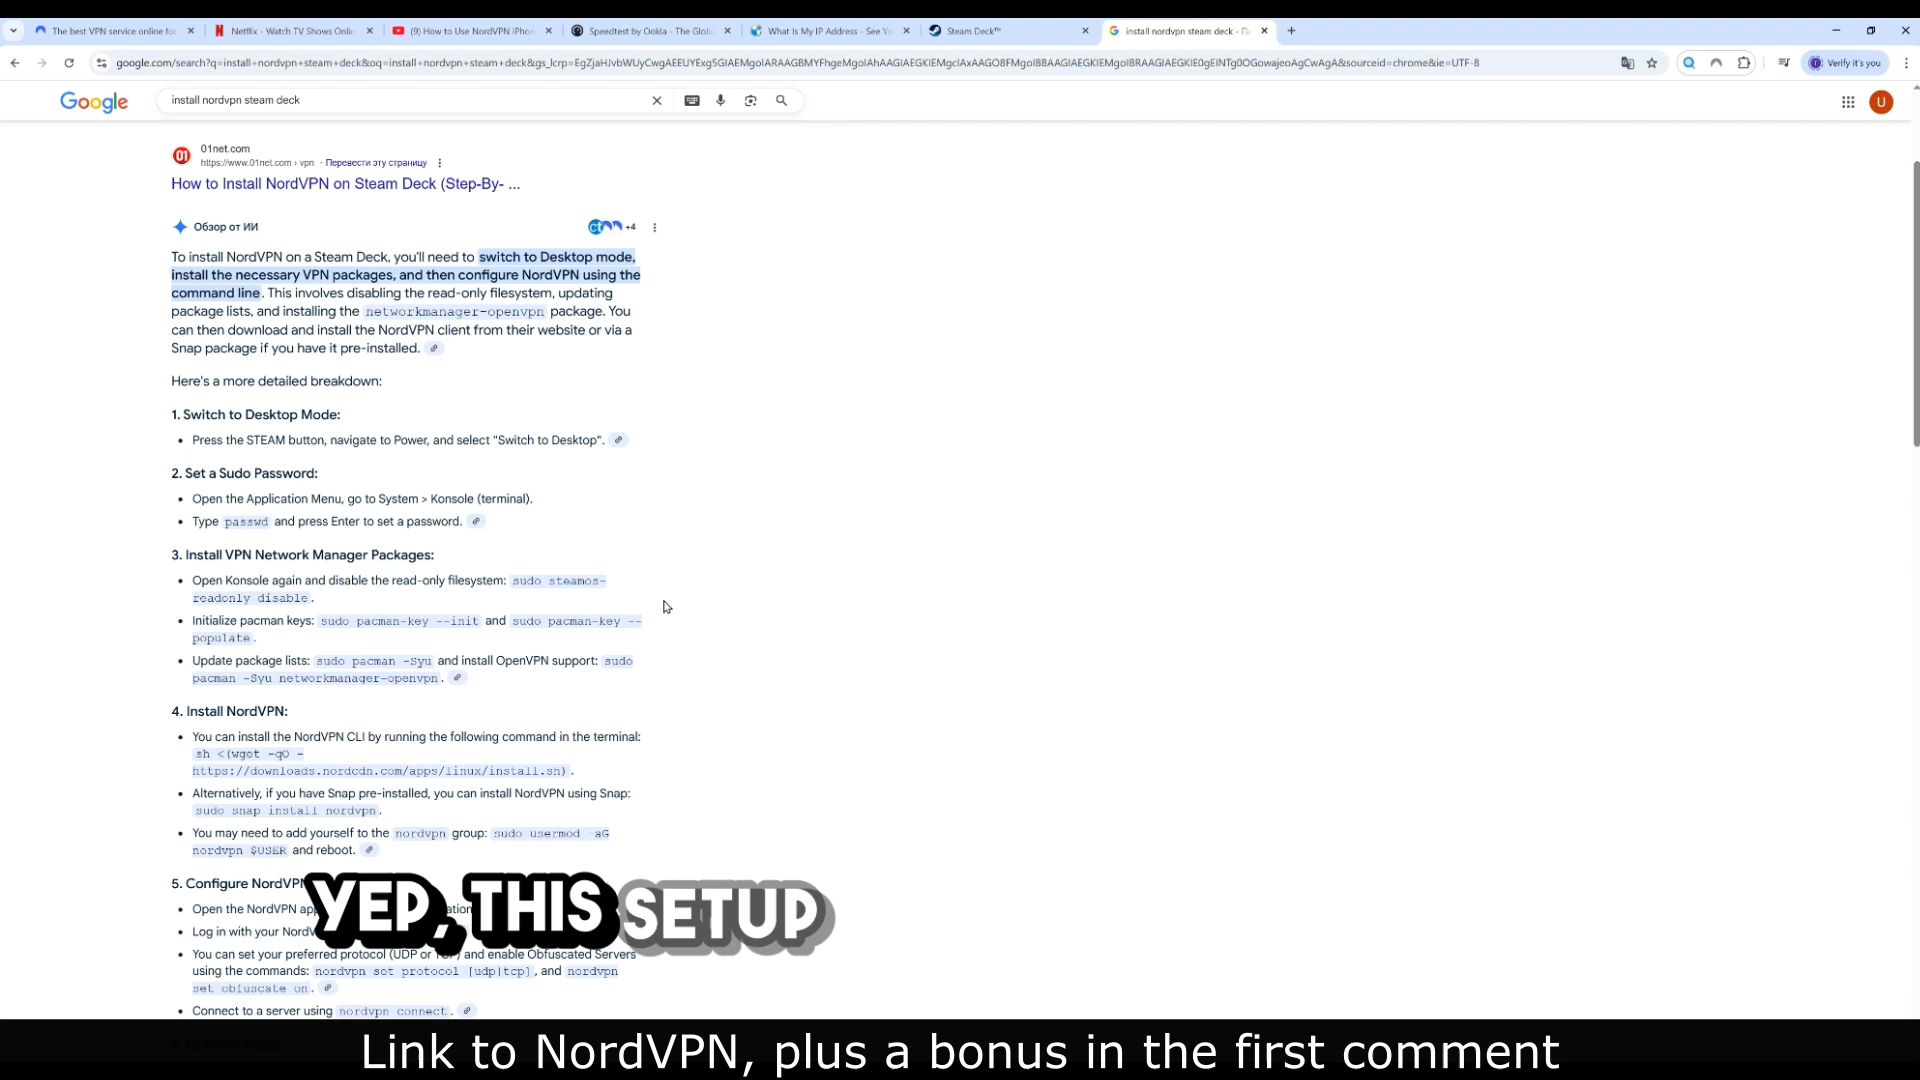 The best VPN service online for
Netflix - Watch TV Shows Onlin
(9) How to Use NordVPN iPhon
Speedtest by Ookla - The Globa
What Is My IP Address - See Yo
Steam Deck™
install nordvpn steam deck - П
google.com/search?q=install+nordvpn+steam+deck&oq=install+nordvpn+steam+deck&gs_lcrp=EgZjaHJvbWUyCwgAEEUYExg5GIAEMgoIARAAGBMYFhgeMgoIAhAAGIAEGKIEMgcIAxAAGO8FMgoIBBAAGIAEGKIEMgoIBRAAGIAEGKIE0gEINTg0OGowajeoAgCwAgA&sourceid=chrome&ie=UTF-8
Verify it's you
Google
install nordvpn steam deck
U
01
01net.com
https://www.01net.com › vpn · Перевести эту страницу
How to Install NordVPN on Steam Deck (Step-By- ...
Обзор от ИИ
+4
To install NordVPN on a Steam Deck, you'll need to switch to Desktop mode,
install the necessary VPN packages, and then configure NordVPN using the
command line. This involves disabling the read-only filesystem, updating
package lists, and installing the networkmanager-openvpn package. You
can then download and install the NordVPN client from their website or via a
Snap package if you have it pre-installed.
Here's a more detailed breakdown:
1. Switch to Desktop Mode:
• Press the STEAM button, navigate to Power, and select "Switch to Desktop".
2. Set a Sudo Password:
• Open the Application Menu, go to System > Konsole (terminal).
• Type passwd and press Enter to set a password.
3. Install VPN Network Manager Packages:
• Open Konsole again and disable the read-only filesystem: sudo steamos-
readonly disable.
• Initialize pacman keys: sudo pacman-key --init and sudo pacman-key --
populate.
• Update package lists: sudo pacman -Syu and install OpenVPN support: sudo
pacman -Syu networkmanager-openvpn.
4. Install NordVPN:
• You can install the NordVPN CLI by running the following command in the terminal:
sh <(wget -qO -
https://downloads.nordcdn.com/apps/linux/install.sh).
• Alternatively, if you have Snap pre-installed, you can install NordVPN using Snap:
sudo snap install nordvpn.
• You may need to add yourself to the nordvpn group: sudo usermod -aG
nordvpn $USER and reboot.
5. Configure NordVPN
• Open the NordVPN app
• Log in with your NordV
YEP, THIS SETUP
• You can set your preferred protocol (UDP or TCP) and enable Obfuscated Servers
using the commands: nordvpn set protocol [udp|tcp], and nordvpn
set obfuscate on.
• Connect to a server using nordvpn connect.
Link to NordVPN, plus a bonus in the first comment